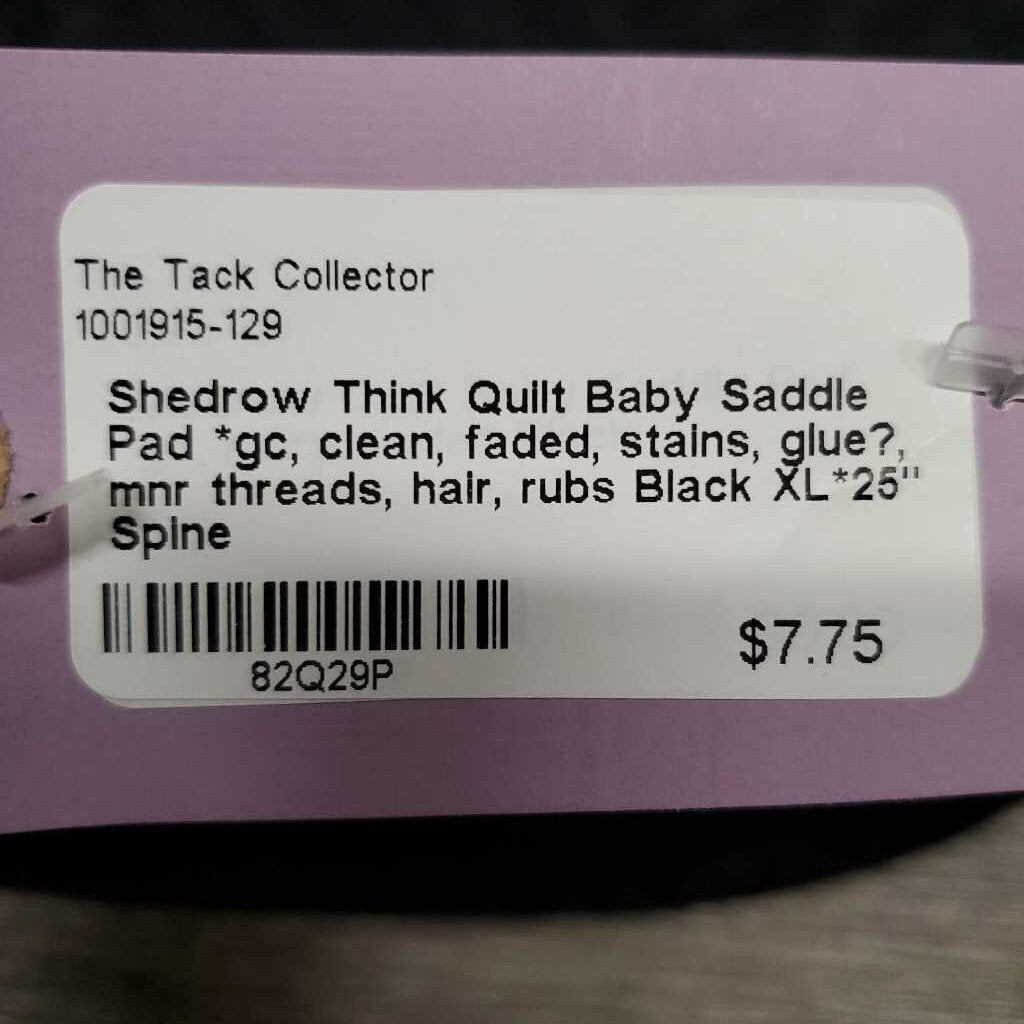 The Tack Collector
1001915-129
Shedrow Think Quilt Baby Saddle
Pad *gc, clean, faded, stains, glue?,
mnr threads, hair, rubs Black XL*25"
Spine
82Q29P
$7.75